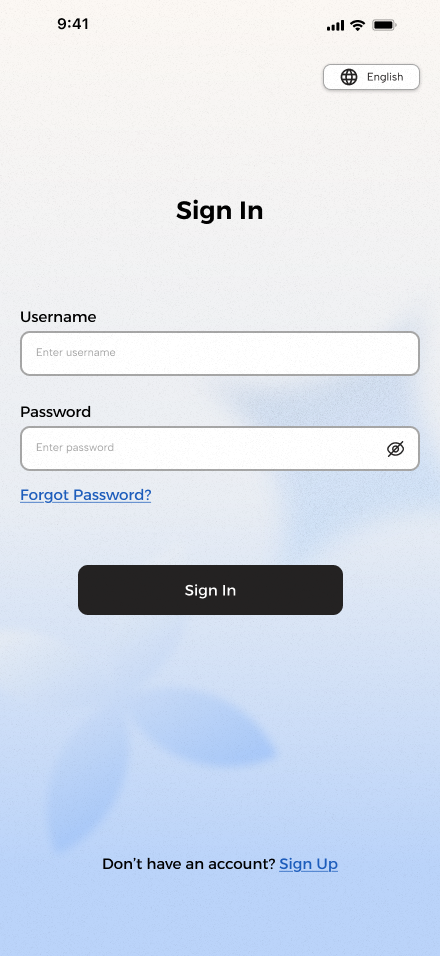 9:41
English
Sign In
Username
Enter username
Password
Enter password
Forgot Password?
Sign In
Don't have an account? Sign Up